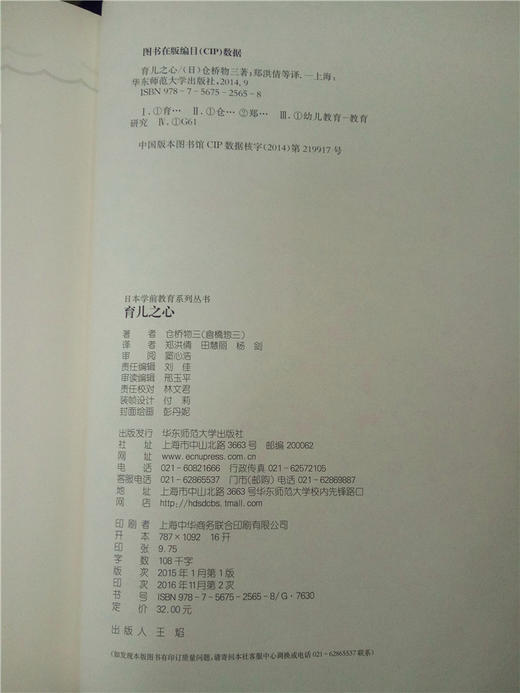 图书在版编目(CIP)数据
育儿之心/(日)仓桥物三著;郑洪倩等译.—上海:
华东师范大学出版社,2014.9
ISBN 978-7-5675-2565-8
Ⅰ.①育… Ⅱ.①仓… ②郑… Ⅲ.①幼儿教育-教育
研究 Ⅳ.①G61
中国版本图书馆CIP数据核字(2014)第219917号
日本学前教育系列丛书
育儿之心
著 者 仓桥物三(倉橋惣三)
译 者 郑洪倩 田慧丽 杨 剑
审 阅 窦心浩
责任编辑 刘 佳
审读编辑 邢玉平
责任校对 林文君
装帧设计 付 莉
封面绘画 彭丹妮
出版发行 华东师范大学出版社
社 址 上海市中山北路3663号 邮编 200062
网 址 www.ecnupress.com.cn
电 话 021-60821666 行政传真 021-62572105
客服电话 021-62865537 门市(邮购)电话 021-62869887
地 址 上海市中山北路3663号华东师范大学校内先锋路口
网 店 http://hdsdcbs.tmall.com
印刷者 上海中华商务联合印刷有限公司
开 本 787×1092 16开
印 张 9.75
字 数 108千字
版 次 2015年1月第1版
印 次 2016年11月第2次
书 号 ISBN 978-7-5675-2565-8/G·7630
定 价 32.00元
出版人 王 焰
(如发现本版图书有印订质量问题,请寄回本社客服中心调换或电话021-62865537联系)